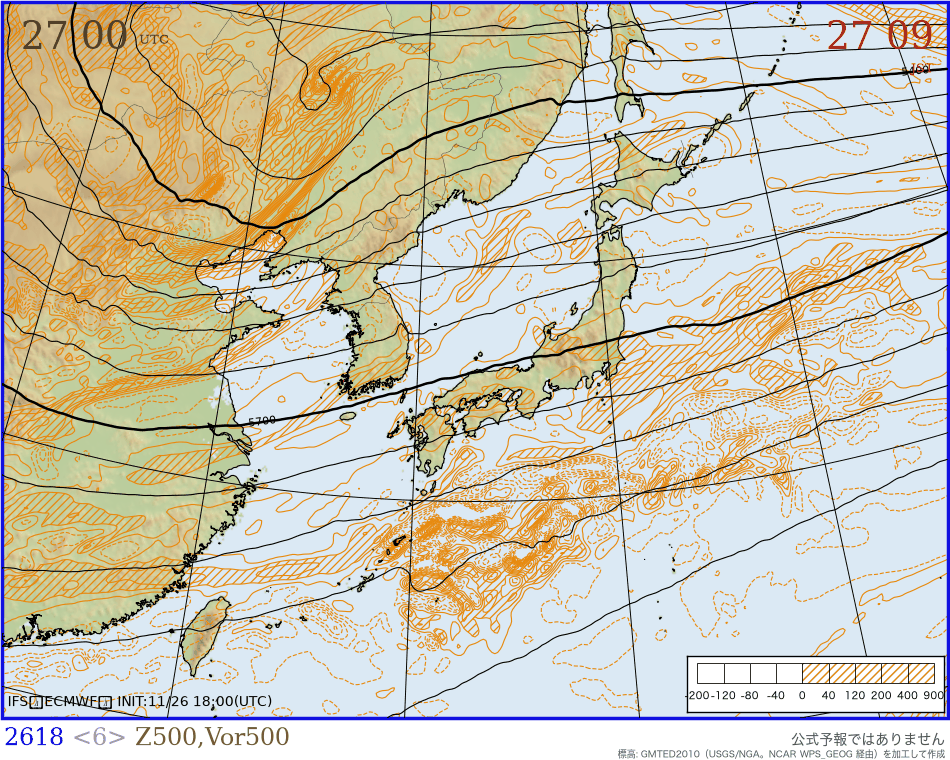 27 00 UTC
27 09
5400
5700
-200 -120 -80 -40 0 40 120 200 400 900
IFS ECMWF INIT:11/26 18:00(UTC)
2618 <6> Z500,Vor500
公式予報ではありません
標高: GMTED2010（USGS/NGA。NCAR WPS_GEOG 経由）を加工して作成